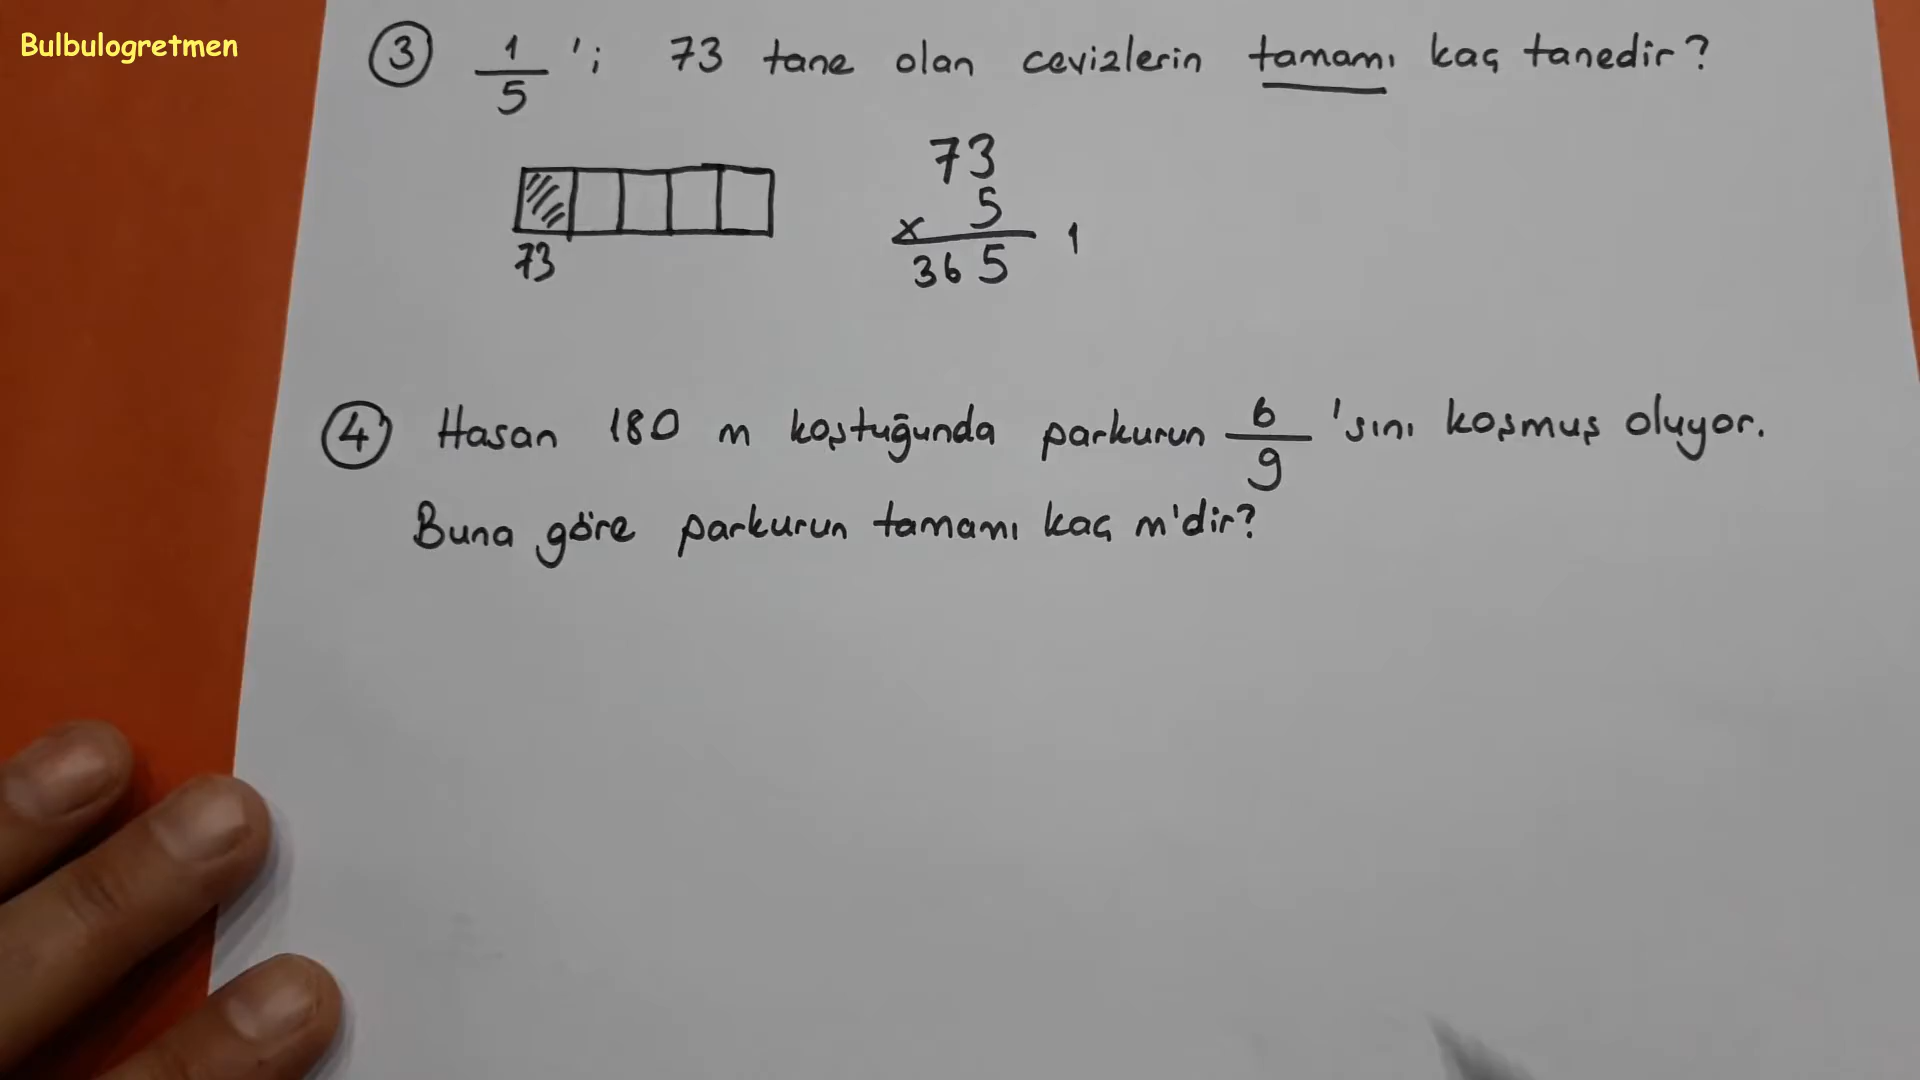 Bulbulogretmen
3 1/5 'i 73 tane olan cevizlerin tamamı kaç tanedir?
73
73
x 5 1
365
4 Hasan 180 m koştuğunda parkurun 6/9 'sını koşmuş oluyor.
Buna göre parkurun tamamı kaç m'dir?